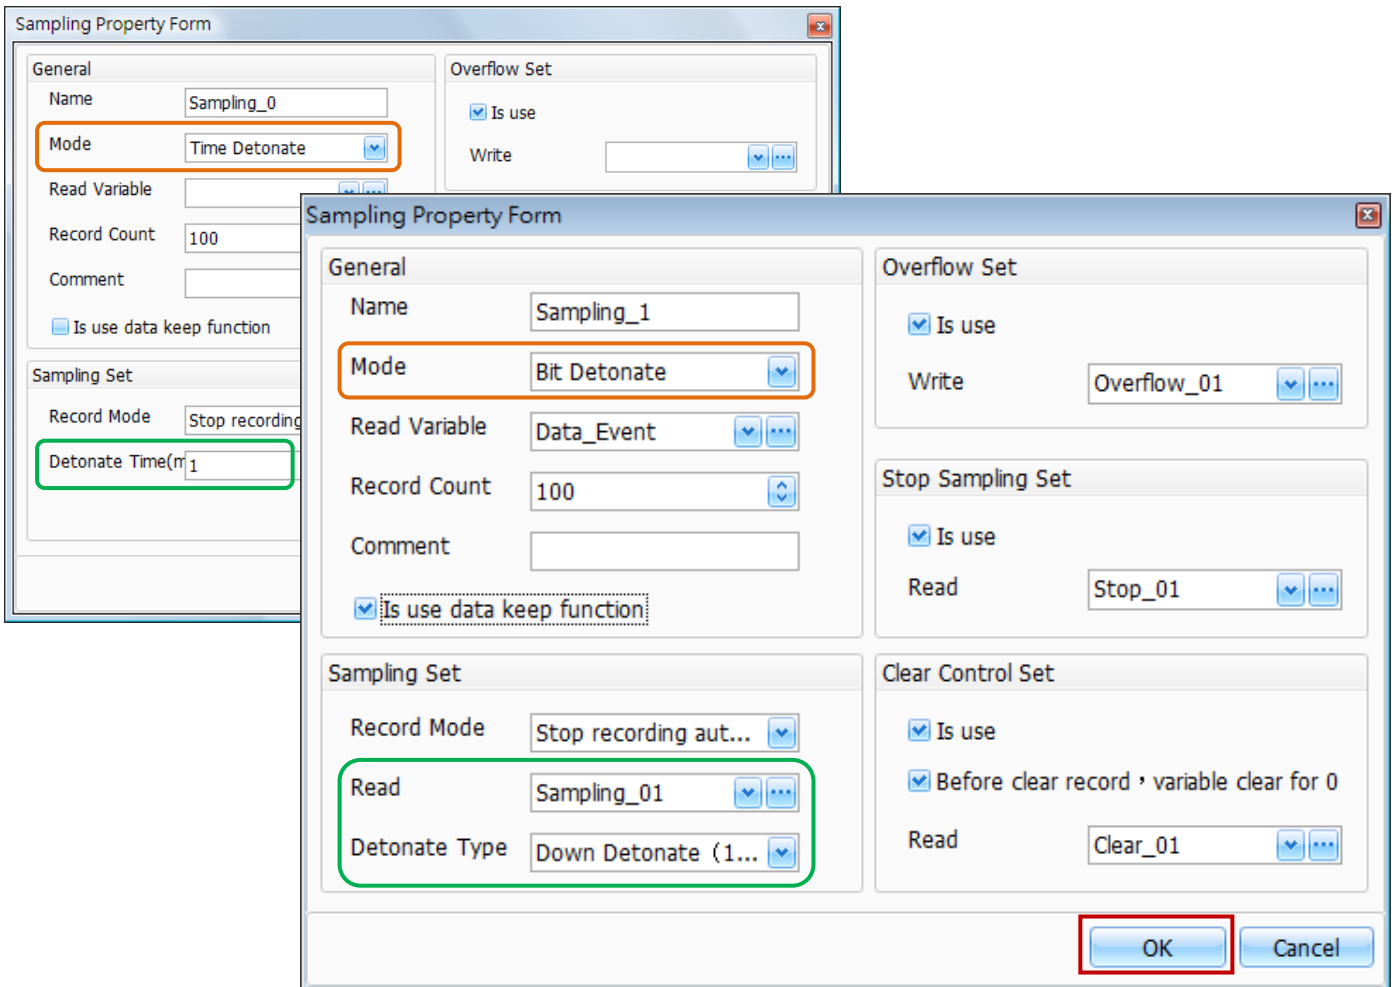 Sampling Property Form
General
Name Sampling_0
Mode Time Detonate
Read Variable
Record Count 100
Comment
Is use data keep function
Sampling Set
Record Mode Stop recording
Detonate Time(m 1
Overflow Set
Is use
Write
Sampling Property Form
General
Name Sampling_1
Mode Bit Detonate
Read Variable Data_Event
Record Count 100
Comment
Is use data keep function
Sampling Set
Record Mode Stop recording aut...
Read Sampling_01
Detonate Type Down Detonate（1...
Overflow Set
Is use
Write Overflow_01
Stop Sampling Set
Is use
Read Stop_01
Clear Control Set
Is use
Before clear record，variable clear for 0
Read Clear_01
OK Cancel